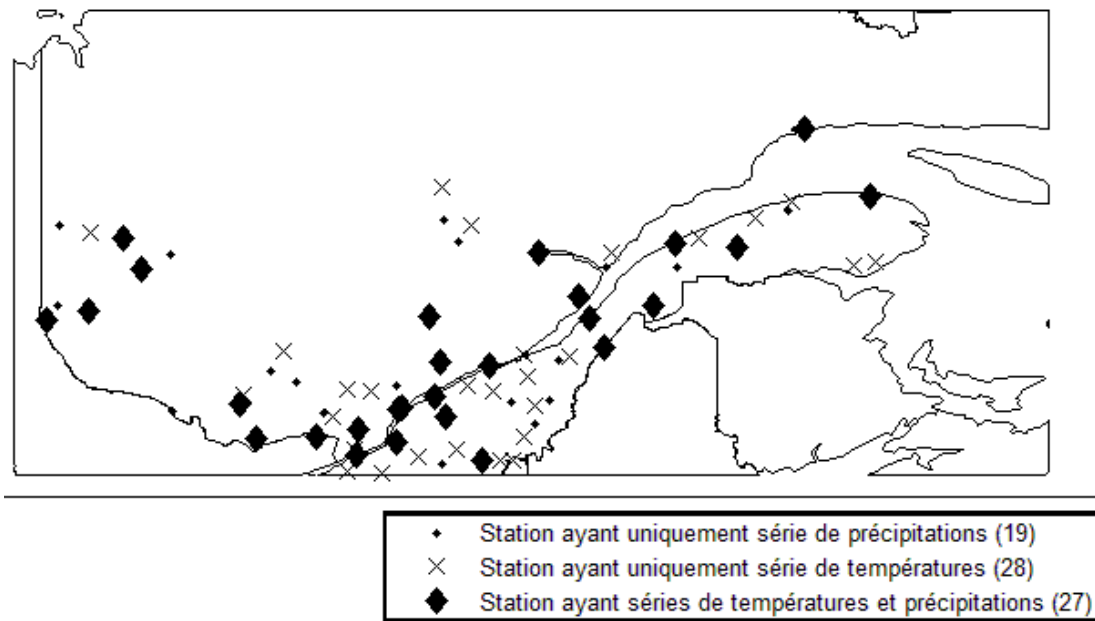 Station ayant uniquement série de précipitations (19)
Station ayant uniquement série de températures (28)
Station ayant séries de températures et précipitations (27)